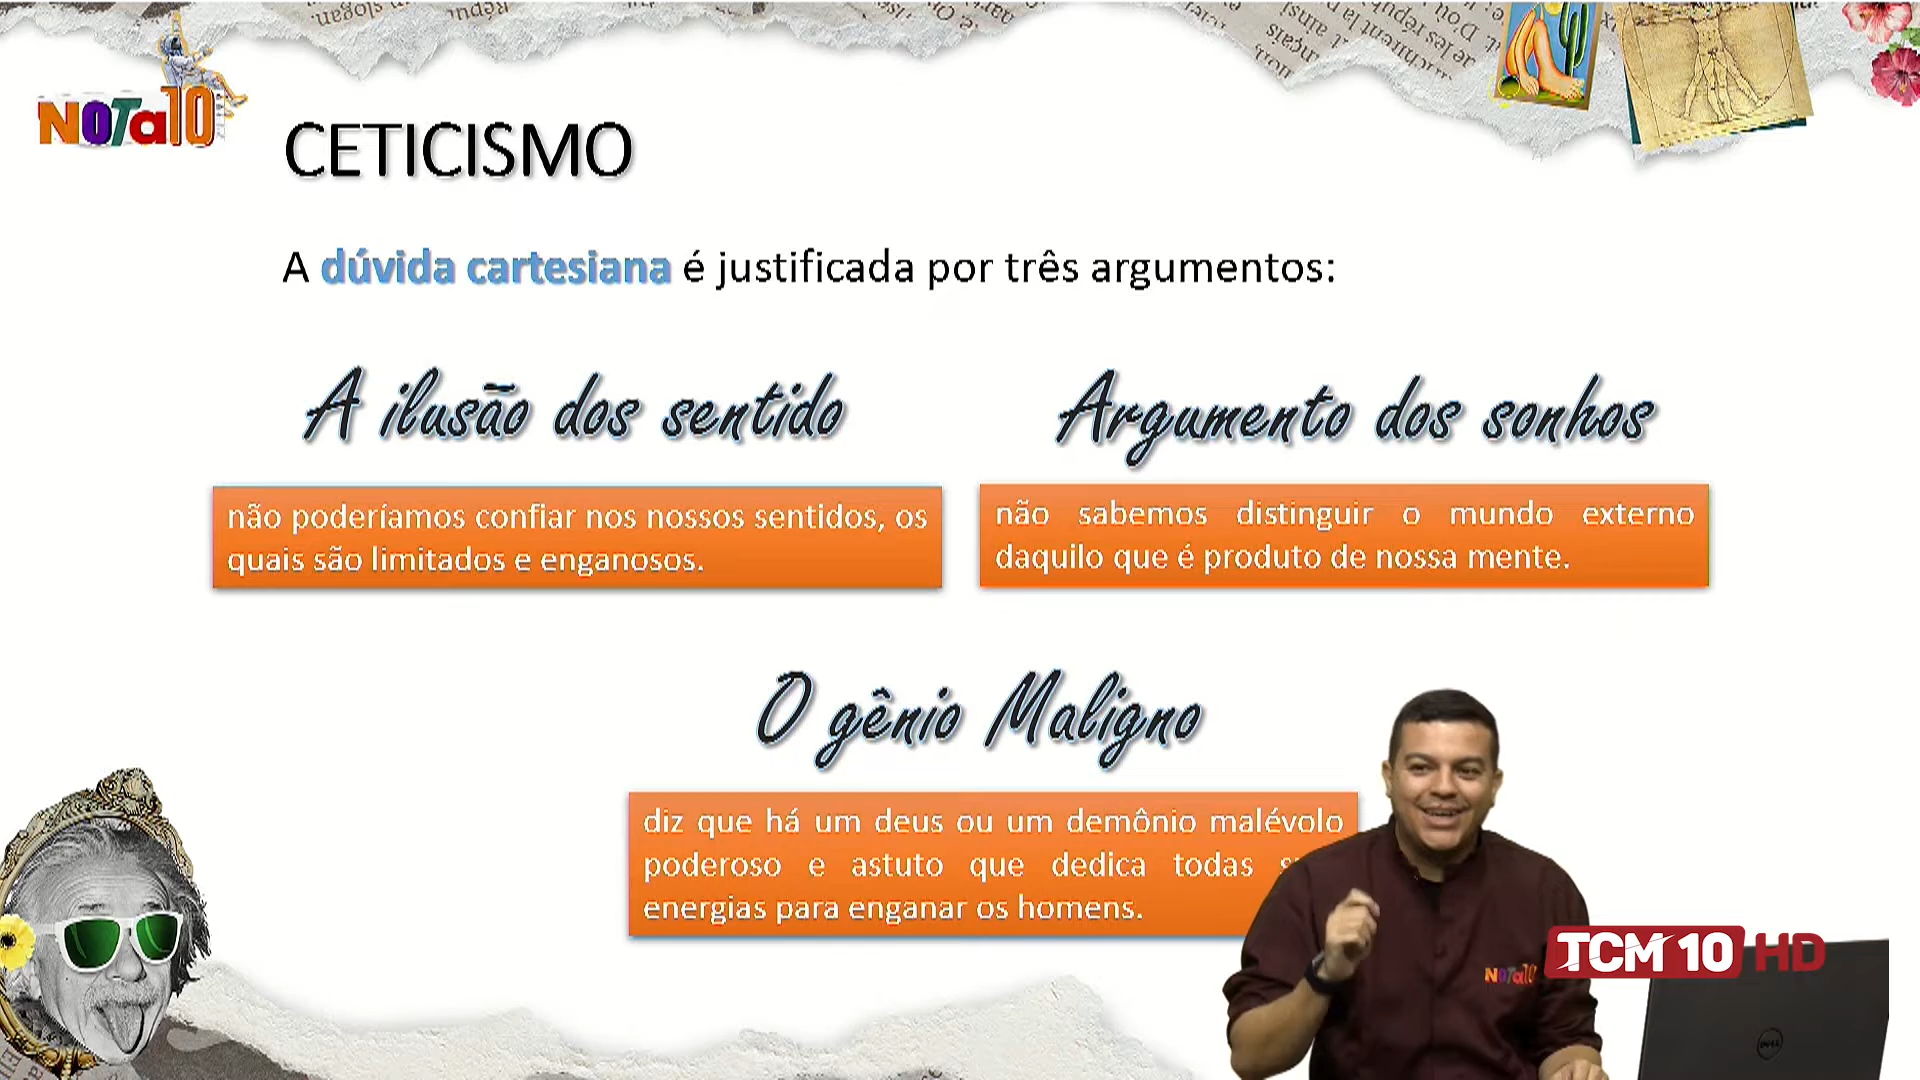 NOTa10
CETICISMO
A dúvida cartesiana é justificada por três argumentos:
A ilusão dos sentido
Argumento dos sonhos
não poderíamos confiar nos nossos sentidos, os
quais são limitados e enganosos.
não sabemos distinguir o mundo externo
daquilo que é produto de nossa mente.
O gênio Maligno
diz que há um deus ou um demônio malévolo
poderoso e astuto que dedica todas
energias para enganar os homens.
NOTa10
TCM 10 HD
DELL